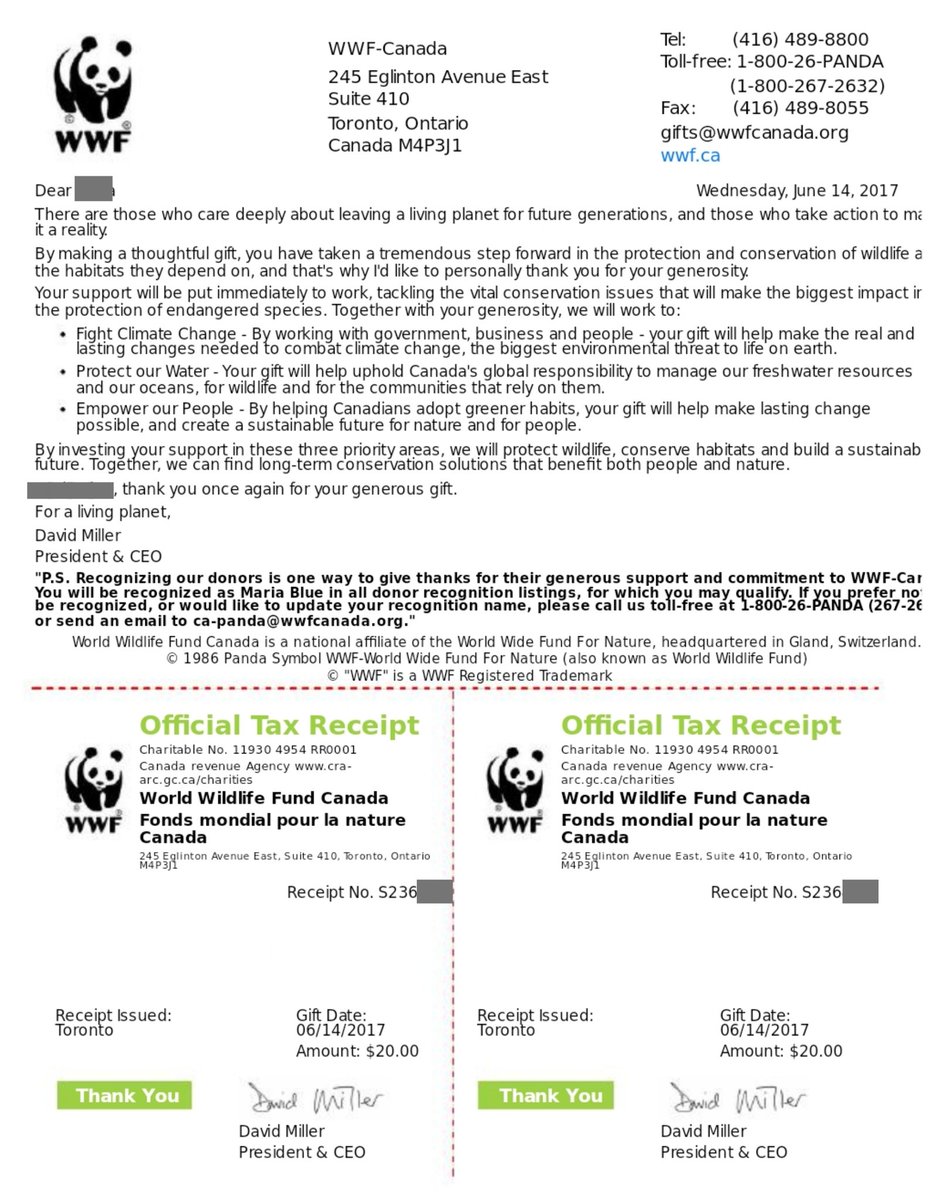 WWF
WWF-Canada
245 Eglinton Avenue East
Suite 410
Toronto, Ontario
Canada M4P3J1
Tel: (416) 489-8800
Toll-free: 1-800-26-PANDA
(1-800-267-2632)
Fax: (416) 489-8055
gifts@wwfcanada.org
wwf.ca
Dear
Wednesday, June 14, 2017
There are those who care deeply about leaving a living planet for future generations, and those who take action to
it a reality.
By making a thoughtful gift, you have taken a tremendous step forward in the protection and conservation of wildlife
the habitats they depend on, and that's why I'd like to personally thank you for your generosity.
Your support will be put immediately to work, tackling the vital conservation issues that will make the biggest impact
the protection of endangered species. Together with your generosity, we will work to:
• Fight Climate Change - By working with government, business and people - your gift will help make the real and
lasting changes needed to combat climate change, the biggest environmental threat to life on earth.
• Protect our Water - Your gift will help uphold Canada's global responsibility to manage our freshwater resources
and our oceans, for wildlife and for the communities that rely on them.
• Empower our People - By helping Canadians adopt greener habits, your gift will help make lasting change
possible, and create a sustainable future for nature and for people.
By investing your support in these three priority areas, we will protect wildlife, conserve habitats and build a
future. Together, we can find long-term conservation solutions that benefit both people and nature.
, thank you once again for your generous gift.
For a living planet,
David Miller
President & CEO
"P.S. Recognizing our donors is one way to give thanks for their generous support and commitment to
You will be recognized as Maria Blue in all donor recognition listings, for which you may qualify. If you prefer
be recognized, or would like to update your recognition name, please call us toll-free at 1-800-26-PANDA
or send an email to ca-panda@wwfcanada.org."
World Wildlife Fund Canada is a national affiliate of the World Wide Fund For Nature, headquartered in Gland, Switzerland.
© 1986 Panda Symbol WWF-World Wide Fund For Nature (also known as World Wildlife Fund)
© "WWF" is a WWF Registered Trademark
Official Tax Receipt
Charitable No. 11930 4954 RR0001
Canada revenue Agency www.cra-
arc.gc.ca/charities
World Wildlife Fund Canada
Fonds mondial pour la nature
Canada
245 Eglinton Avenue East, Suite 410, Toronto, Ontario
M4P3J1
WWF
Receipt No. S236
Receipt Issued:
Toronto
Gift Date:
06/14/2017
Amount: $20.00
Thank You
David Miller
David Miller
President & CEO
Official Tax Receipt
Charitable No. 11930 4954 RR0001
Canada revenue Agency www.cra-
arc.gc.ca/charities
World Wildlife Fund Canada
Fonds mondial pour la nature
Canada
245 Eglinton Avenue East, Suite 410, Toronto, Ontario
M4P3J1
WWF
Receipt No. S236
Receipt Issued:
Toronto
Gift Date:
06/14/2017
Amount: $20.00
Thank You
David Miller
David Miller
President & CEO